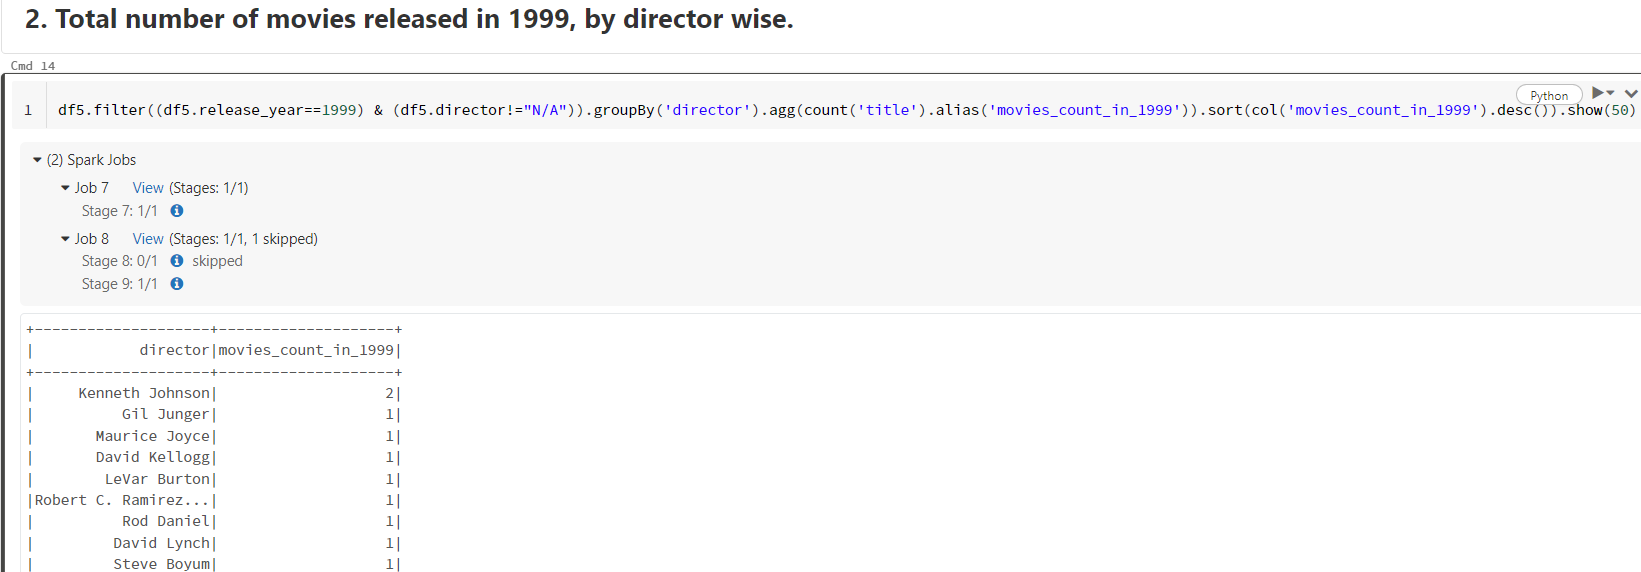 2. Total number of movies released in 1999, by director wise.
Cmd 14
Python
1 df5.filter((df5.release_year==1999) & (df5.director!="N/A")).groupBy('director').agg(count('title').alias('movies_count_in_1999')).sort(col('movies_count_in_1999').desc()).show(50)
(2) Spark Jobs
Job 7 View (Stages: 1/1)
Stage 7: 1/1
Job 8 View (Stages: 1/1, 1 skipped)
Stage 8: 0/1 skipped
Stage 9: 1/1
+--------------------+--------------------+
|            director|movies_count_in_1999|
+--------------------+--------------------+
|     Kenneth Johnson|                   2|
|          Gil Junger|                   1|
|       Maurice Joyce|                   1|
|       David Kellogg|                   1|
|        LeVar Burton|                   1|
|Robert C. Ramirez...|                   1|
|          Rod Daniel|                   1|
|         David Lynch|                   1|
|         Steve Boyum|                   1|